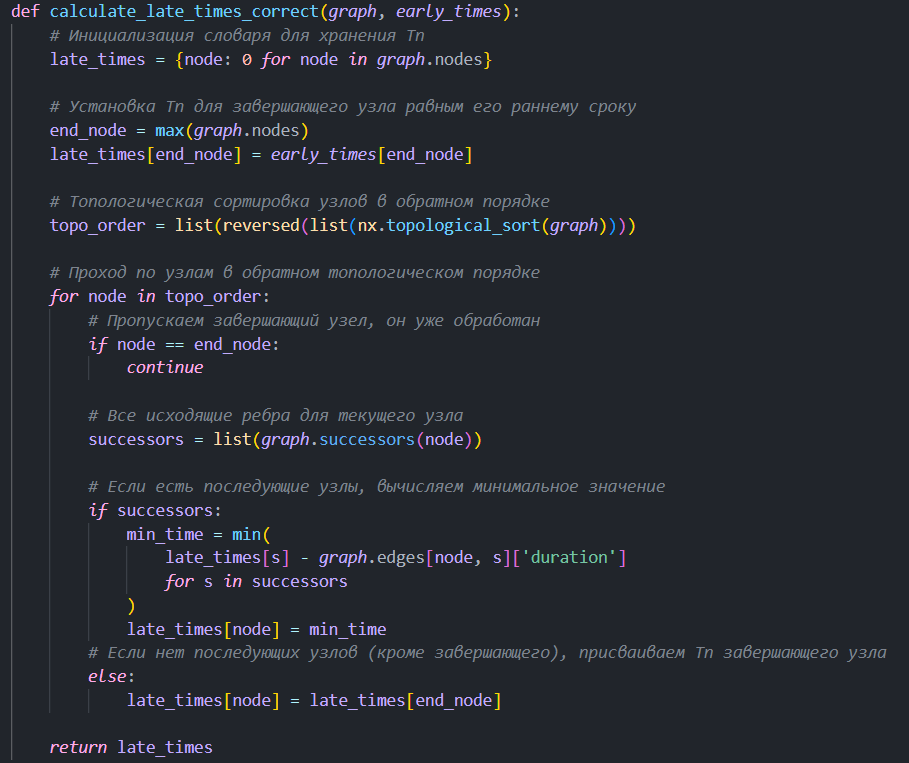 def calculate_late_times_correct(graph, early_times):
    # Инициализация словаря для хранения Tп
    late_times = {node: 0 for node in graph.nodes}

    # Установка Tп для завершающего узла равным его раннему сроку
    end_node = max(graph.nodes)
    late_times[end_node] = early_times[end_node]

    # Топологическая сортировка узлов в обратном порядке
    topo_order = list(reversed(list(nx.topological_sort(graph))))

    # Проход по узлам в обратном топологическом порядке
    for node in topo_order:
        # Пропускаем завершающий узел, он уже обработан
        if node == end_node:
            continue

        # Все исходящие ребра для текущего узла
        successors = list(graph.successors(node))

        # Если есть последующие узлы, вычисляем минимальное значение
        if successors:
            min_time = min(
                late_times[s] - graph.edges[node, s]['duration']
                for s in successors
            )
            late_times[node] = min_time
        # Если нет последующих узлов (кроме завершающего), присваиваем Tп завершающего узла
        else:
            late_times[node] = late_times[end_node]

    return late_times